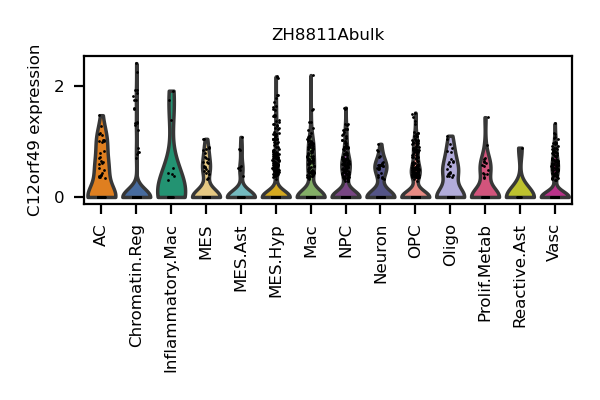 ZH8811Abulk
C12orf49 expression
2
0
AC
Chromatin.Reg
Inflammatory.Mac
MES
MES.Ast
MES.Hyp
Mac
NPC
Neuron
OPC
Oligo
Prolif.Metab
Reactive.Ast
Vasc